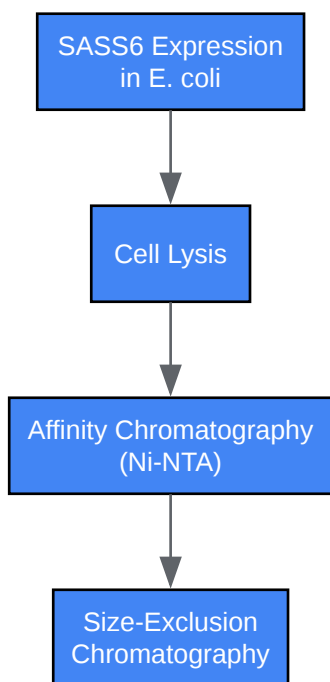 SASS6 Expression
in E. coli
Cell Lysis
Affinity Chromatography
(Ni-NTA)
Size-Exclusion
Chromatography